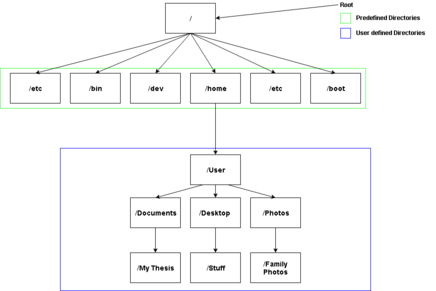 Root
/
Predefined Directories
User defined Directories
/etc
/bin
/dev
/home
/etc
/boot
/User
/Documents
/Desktop
/Photos
/My Thesis
/Stuff
/Family
Photos